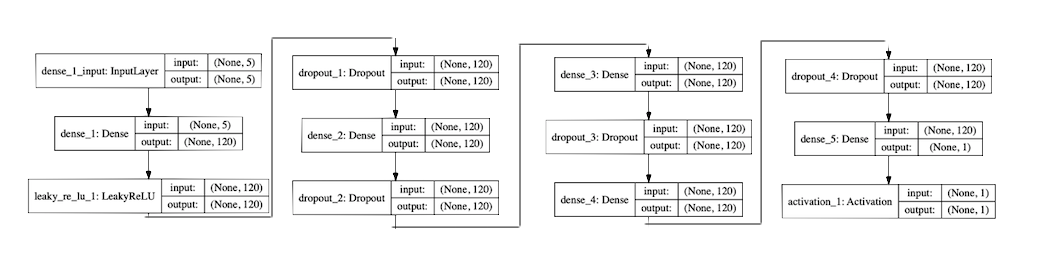 dense_1_input: InputLayer input: (None, 5)
output: (None, 5)
dense_1: Dense input: (None, 5)
output: (None, 120)
leaky_re_lu_1: LeakyReLU input: (None, 120)
output: (None, 120)
dropout_1: Dropout input: (None, 120)
output: (None, 120)
dense_2: Dense input: (None, 120)
output: (None, 120)
dropout_2: Dropout input: (None, 120)
output: (None, 120)
dense_3: Dense input: (None, 120)
output: (None, 120)
dropout_3: Dropout input: (None, 120)
output: (None, 120)
dense_4: Dense input: (None, 120)
output: (None, 120)
dropout_4: Dropout input: (None, 120)
output: (None, 120)
dense_5: Dense input: (None, 120)
output: (None, 1)
activation_1: Activation input: (None, 1)
output: (None, 1)